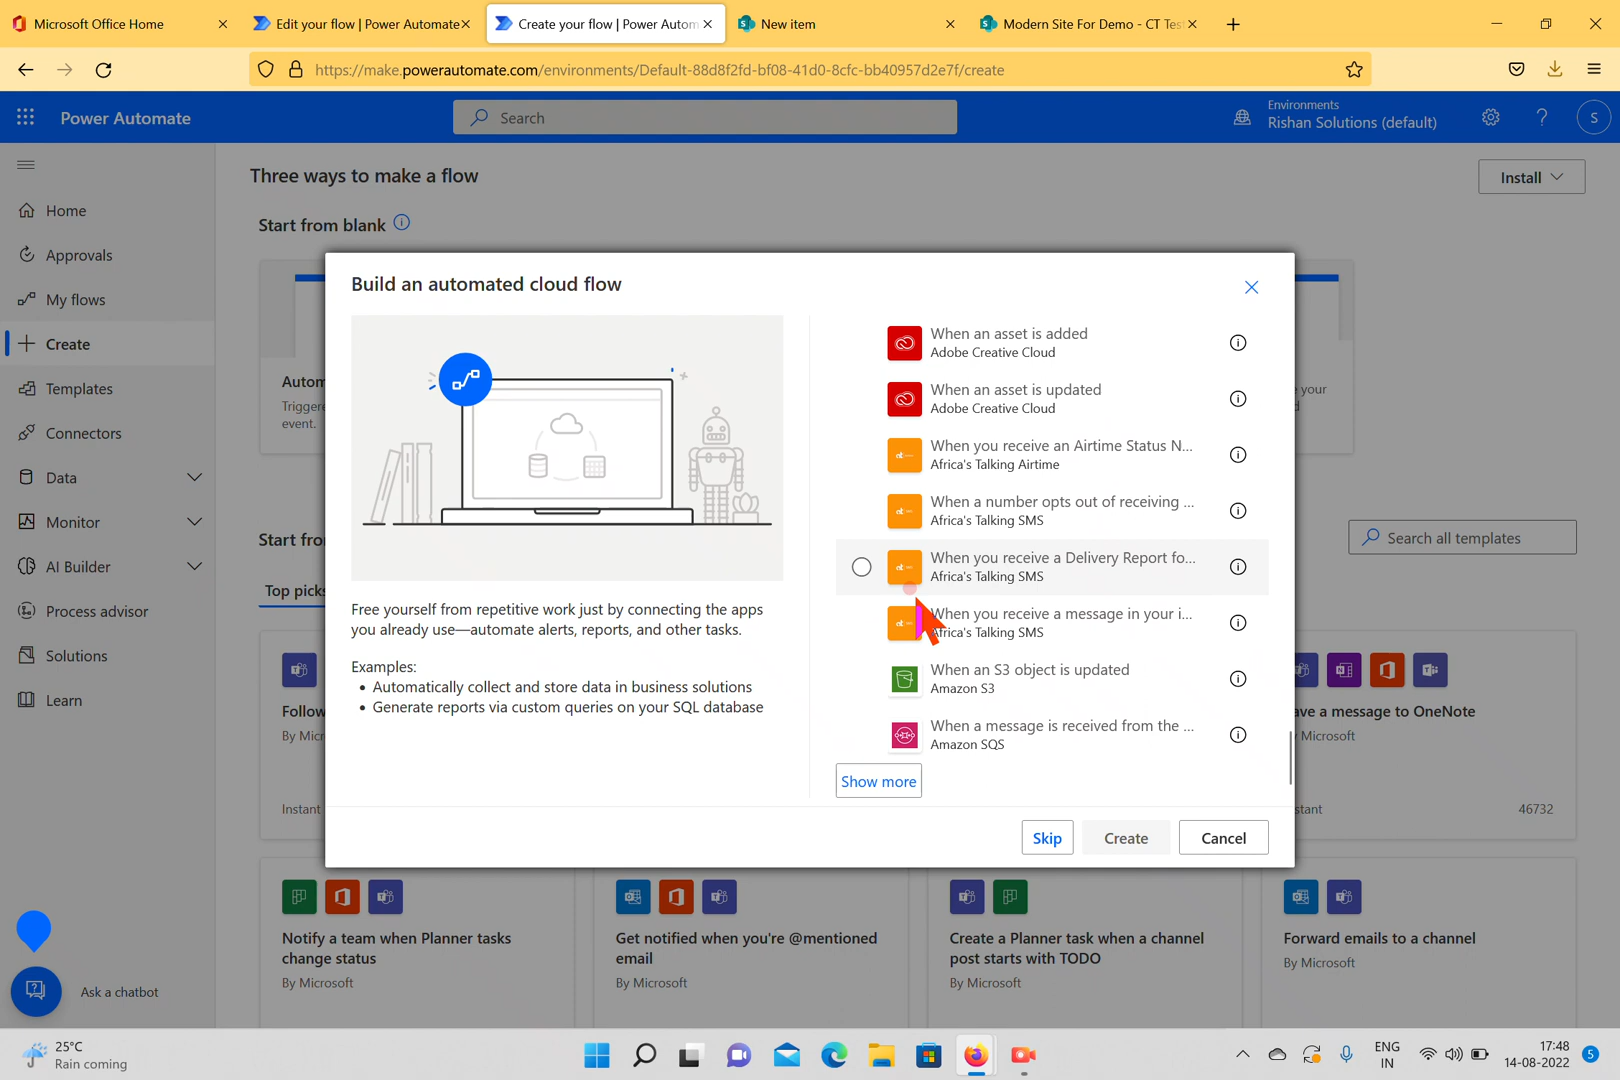 Microsoft Office Home
Edit your flow | Power Automate
Create your flow | Power Autom
New item
Modern Site For Demo - CT Tes
https://make.powerautomate.com/environments/Default-88d8f2fd-bf08-41d0-8cfc-bb40957d2e7f/create
Power Automate
Search
Environments
Rishan Solutions (default)
S
Three ways to make a flow
Install
Start from blank
Home
Approvals
My flows
Create
Templates
Connectors
Data
Monitor
AI Builder
Process advisor
Solutions
Learn
Ask a chatbot
Autom
Triggere
event.
your
Build an automated cloud flow
Free yourself from repetitive work just by connecting the apps
you already use—automate alerts, reports, and other tasks.
Examples:
• Automatically collect and store data in business solutions
• Generate reports via custom queries on your SQL database
When an asset is added
Adobe Creative Cloud
When an asset is updated
Adobe Creative Cloud
When you receive an Airtime Status N...
Africa's Talking Airtime
When a number opts out of receiving ...
Africa's Talking SMS
When you receive a Delivery Report fo...
Africa's Talking SMS
When you receive a message in your i...
Africa's Talking SMS
When an S3 object is updated
Amazon S3
When a message is received from the ...
Amazon SQS
Show more
Skip
Create
Cancel
Start fro
Search all templates
Top picks
Follow
By Micr
Instant
ave a message to OneNote
Microsoft
stant
46732
Notify a team when Planner tasks
change status
By Microsoft
Get notified when you're @mentioned
email
By Microsoft
Create a Planner task when a channel
post starts with TODO
By Microsoft
Forward emails to a channel
By Microsoft
25°C
Rain coming
ENG
IN
17:48
14-08-2022
5